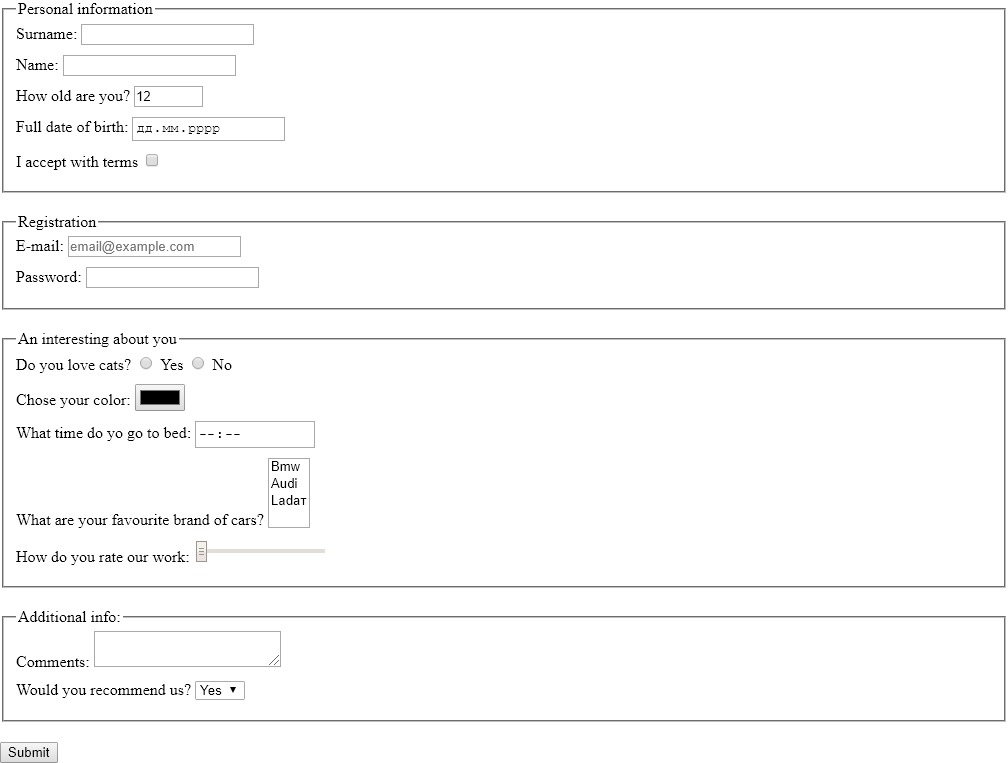 Personal information
Surname:
Name:
How old are you? 12
Full date of birth: дд.мм.рррр
I accept with terms
Registration
E-mail: email@example.com
Password:
An interesting about you
Do you love cats? Yes No
Chose your color:
What time do yo go to bed: --:--
Bmw
Audi
Ladaт
What are your favourite brand of cars?
How do you rate our work:
Additional info:
Comments:
Would you recommend us? Yes
Submit